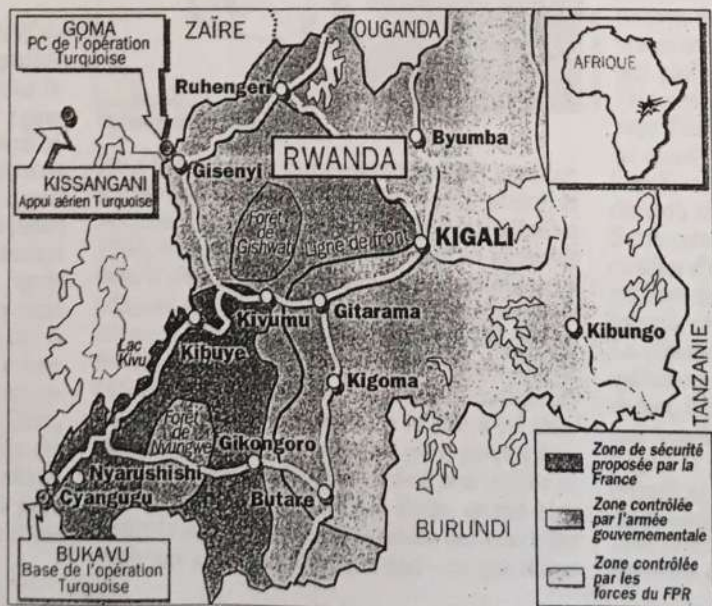 GOMA
PC de l'opération
Turquoise
ZAÏRE
OUGANDA
AFRIQUE
Ruhengeri
Byumba
RWANDA
Gisenyi
KISSANGANI
Appui aérien Turquoise
Forêt
de
Gishwati
Ligne de front
KIGALI
Kivumu
Gitarama
Kibungo
Lac
Kivu
Kibuye
Kigoma
TANZANIE
Forêt
de
Nyungwe
Gikongoro
Nyarushishi
Cyangugu
Butare
BURUNDI
BUKAVU
Base de l'opération
Turquoise
Zone de sécurité
proposée par la
France
Zone contrôlée
par l'armée
gouvernementale
Zone contrôlée
par les
forces du FPR